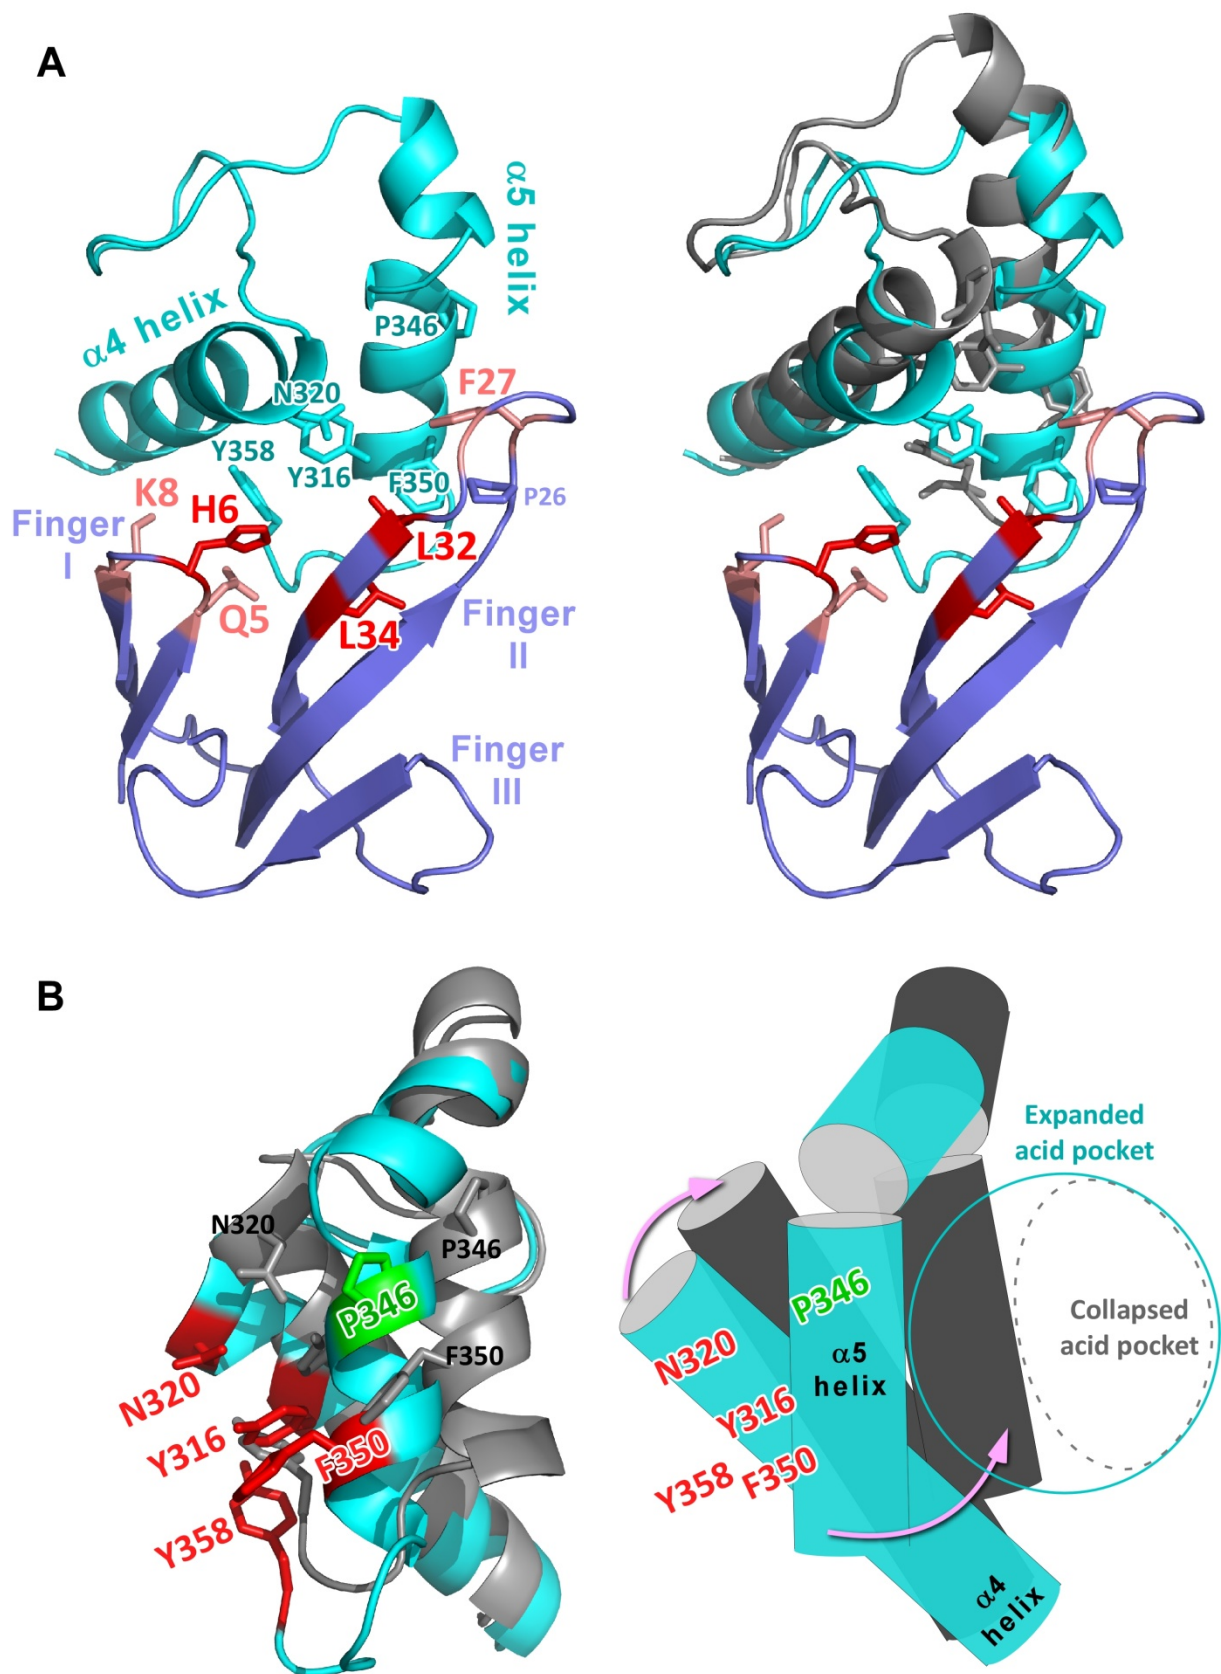 A
α5 helix
α4 helix
P346
N320
F27
Y358
Y316
F350
P26
K8
H6
Finger
I
L32
Q5
L34
Finger
II
Finger
III
B
N320
P346
P346
F350
N320
Y316
F350
Y358
Expanded
acid pocket
P346
N320
α5
helix
Collapsed
acid pocket
Y316
Y358
F350
α4
helix